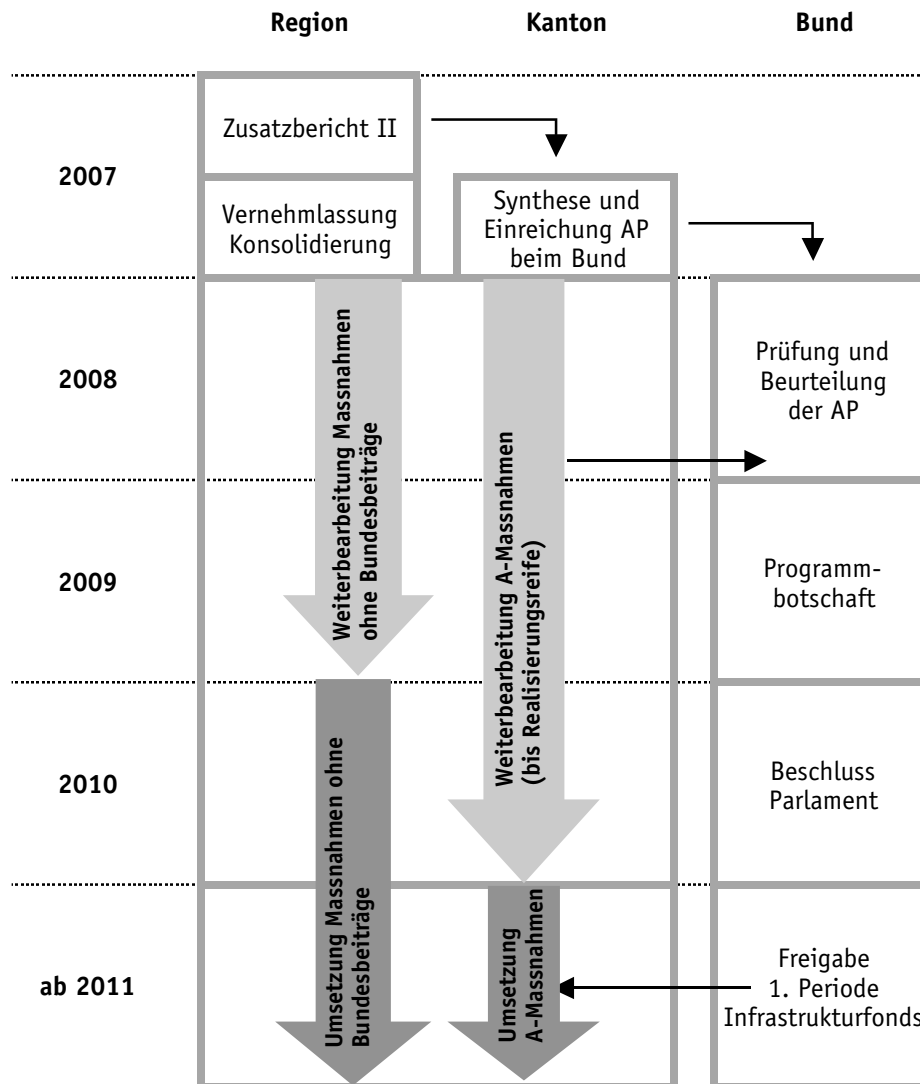 Region Kanton Bund
2007
Zusatzbericht II
Vernehmlassung
Konsolidierung
Synthese und
Einreichung AP
beim Bund
2008
Weiterbearbeitung Massnahmen
ohne Bundesbeiträge
Weiterbearbeitung A-Massnahmen
(bis Realisierungsreife)
Prüfung und
Beurteilung
der AP
2009
Programm-
botschaft
2010
Umsetzung Massnahmen ohne
Bundesbeiträge
Beschluss
Parlament
ab 2011
Umsetzung
A-Massnahmen
Freigabe
1. Periode
Infrastrukturfonds